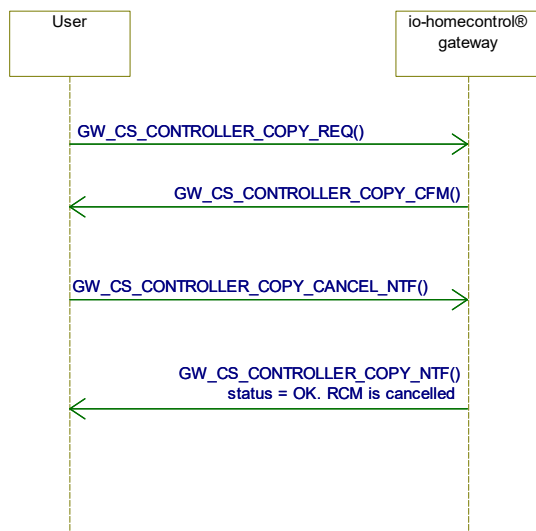 User
io-homecontrol®
gateway
GW_CS_CONTROLLER_COPY_REQ()
GW_CS_CONTROLLER_COPY_CFM()
GW_CS_CONTROLLER_COPY_CANCEL_NTF()
GW_CS_CONTROLLER_COPY_NTF()
status = OK. RCM is cancelled